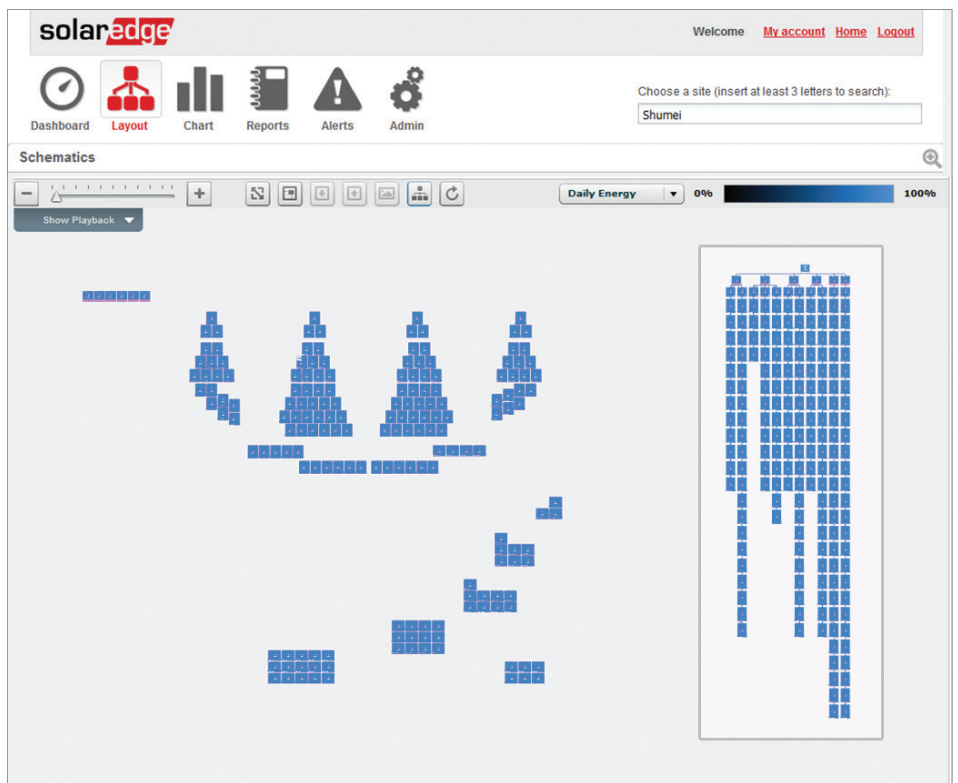 solaredge
Welcome My account Home Logout
Choose a site (insert at least 3 letters to search):
Shumei
Dashboard Layout Chart Reports Alerts Admin
Schematics
Daily Energy 0% 100%
Show Playback